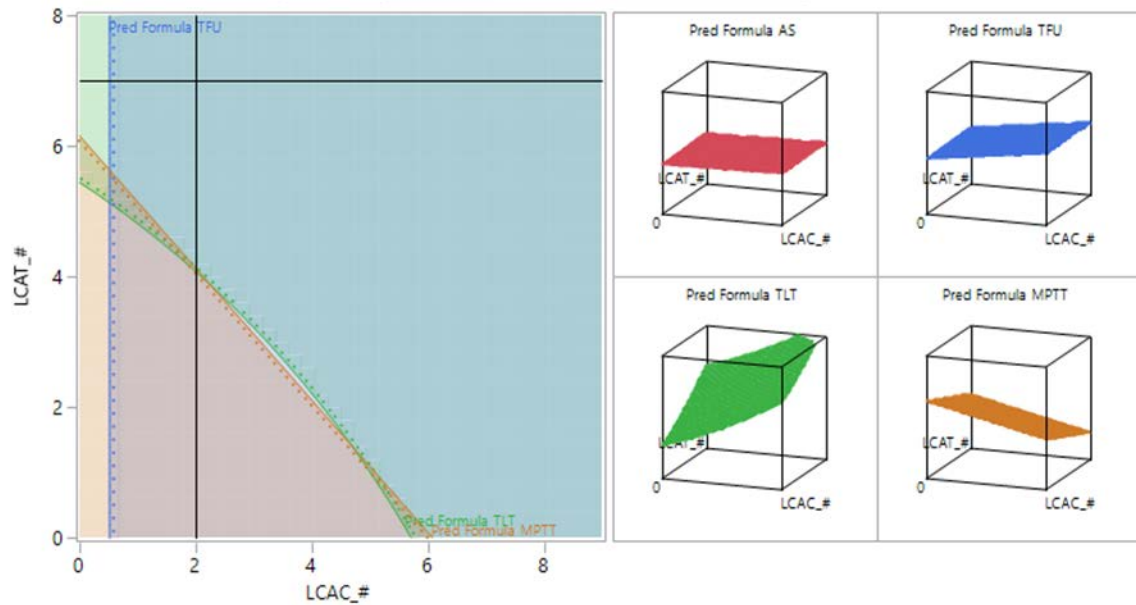 8
6
4
2
0
LCAT_#
Pred Formula TFU
Pred Formula TLT
Pred Formula MPTT
0
2
4
6
8
LCAC_#
Pred Formula AS
LCAT_#
0
LCAC_#
Pred Formula TFU
LCAT_#
0
LCAC_#
Pred Formula TLT
LCAT_#
0
LCAC_#
Pred Formula MPTT
LCAT_#
0
LCAC_#